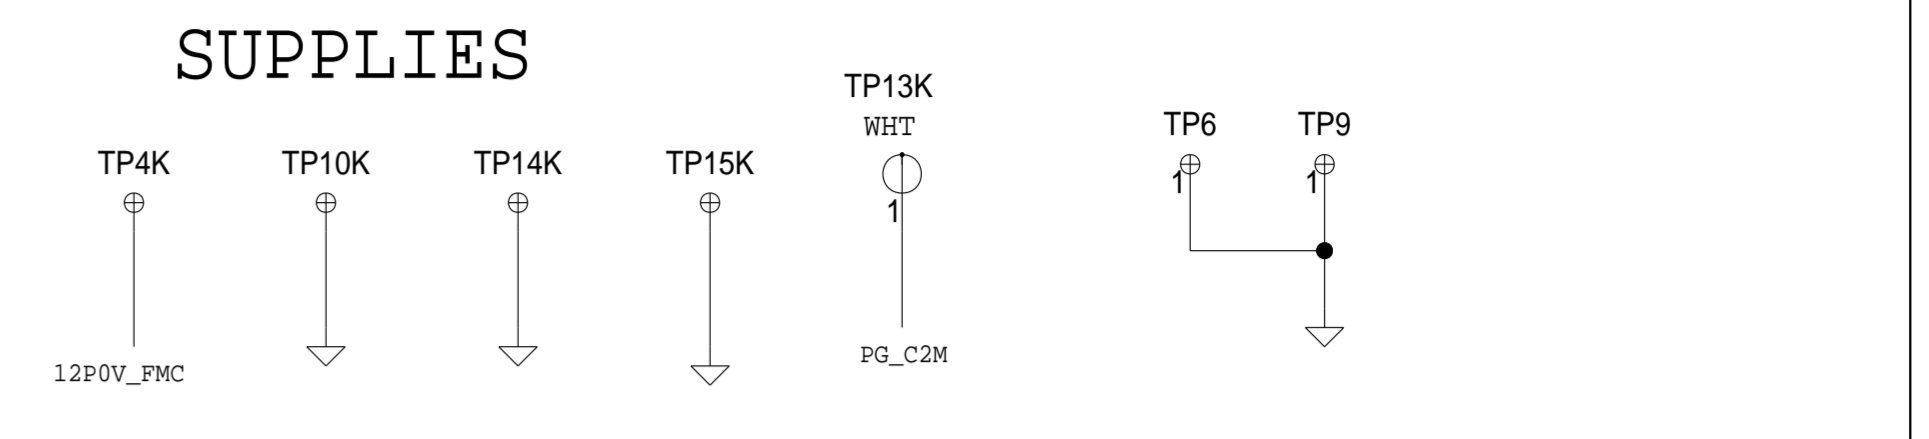 SUPPLIES
TP4K
TP10K
TP14K
TP15K
TP13K
WHT
1
TP6
1
TP9
1
12P0V_FMC
PG_C2M